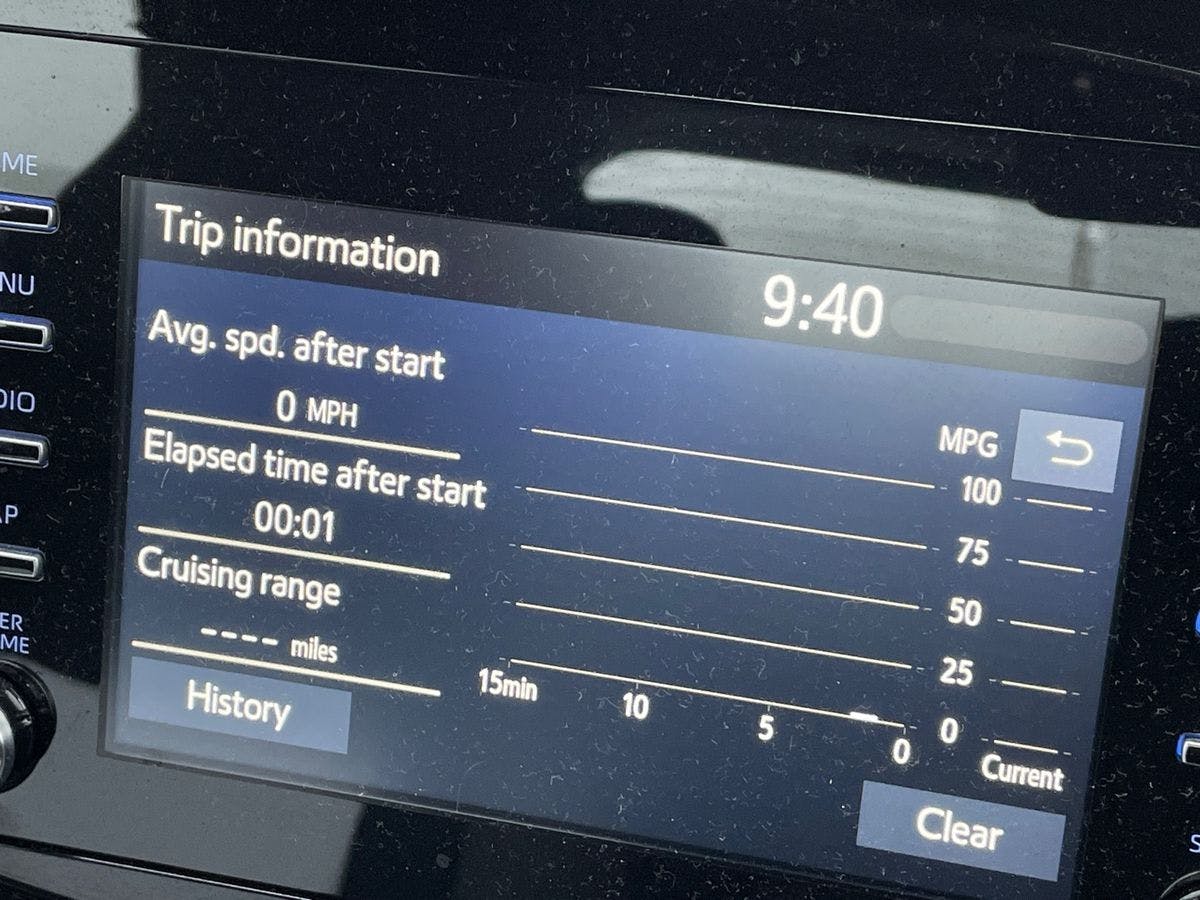 Trip information
9:40
Avg. spd. after start
0 MPH
Elapsed time after start
00:01
Cruising range
---- miles
History
MPG
100
75
50
25
0
15min 10 5 0
Current
Clear
ME
NU
DIO
AP
ER
ME
S